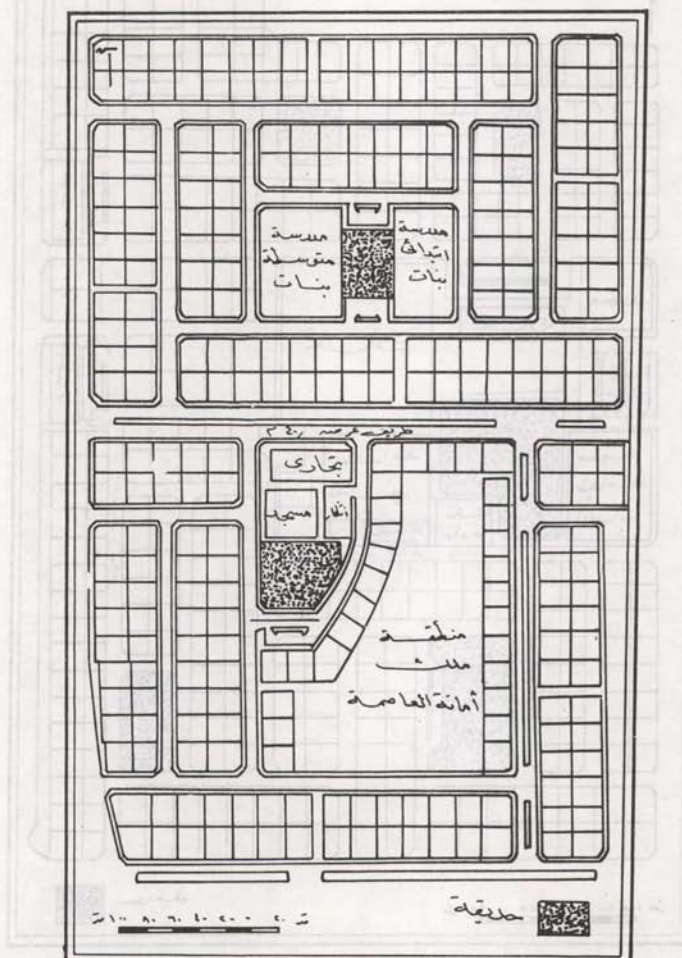 مدرسة
متوسطة
بنات
مدرسة
ابتدائي
بنات
طريق عرض ٤٠ م
تجاري
مسجد
منطقة
ملك
أمانة العاصمة
حديقة